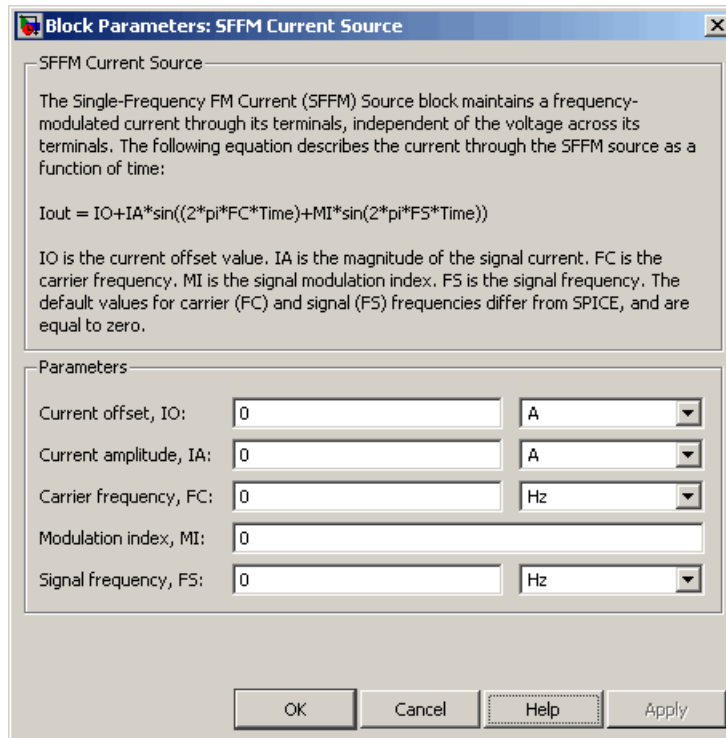 Block Parameters: SFFM Current Source
SFFM Current Source
The Single-Frequency FM Current (SFFM) Source block maintains a frequency-
modulated current through its terminals, independent of the voltage across its
terminals. The following equation describes the current through the SFFM source as a
function of time:
Iout = IO+IA*sin((2*pi*FC*Time)+MI*sin(2*pi*FS*Time))
IO is the current offset value. IA is the magnitude of the signal current. FC is the
carrier frequency. MI is the signal modulation index. FS is the signal frequency. The
default values for carrier (FC) and signal (FS) frequencies differ from SPICE, and are
equal to zero.
Parameters
Current offset, IO: 0 A
Current amplitude, IA: 0 A
Carrier frequency, FC: 0 Hz
Modulation index, MI: 0
Signal frequency, FS: 0 Hz
OK Cancel Help Apply